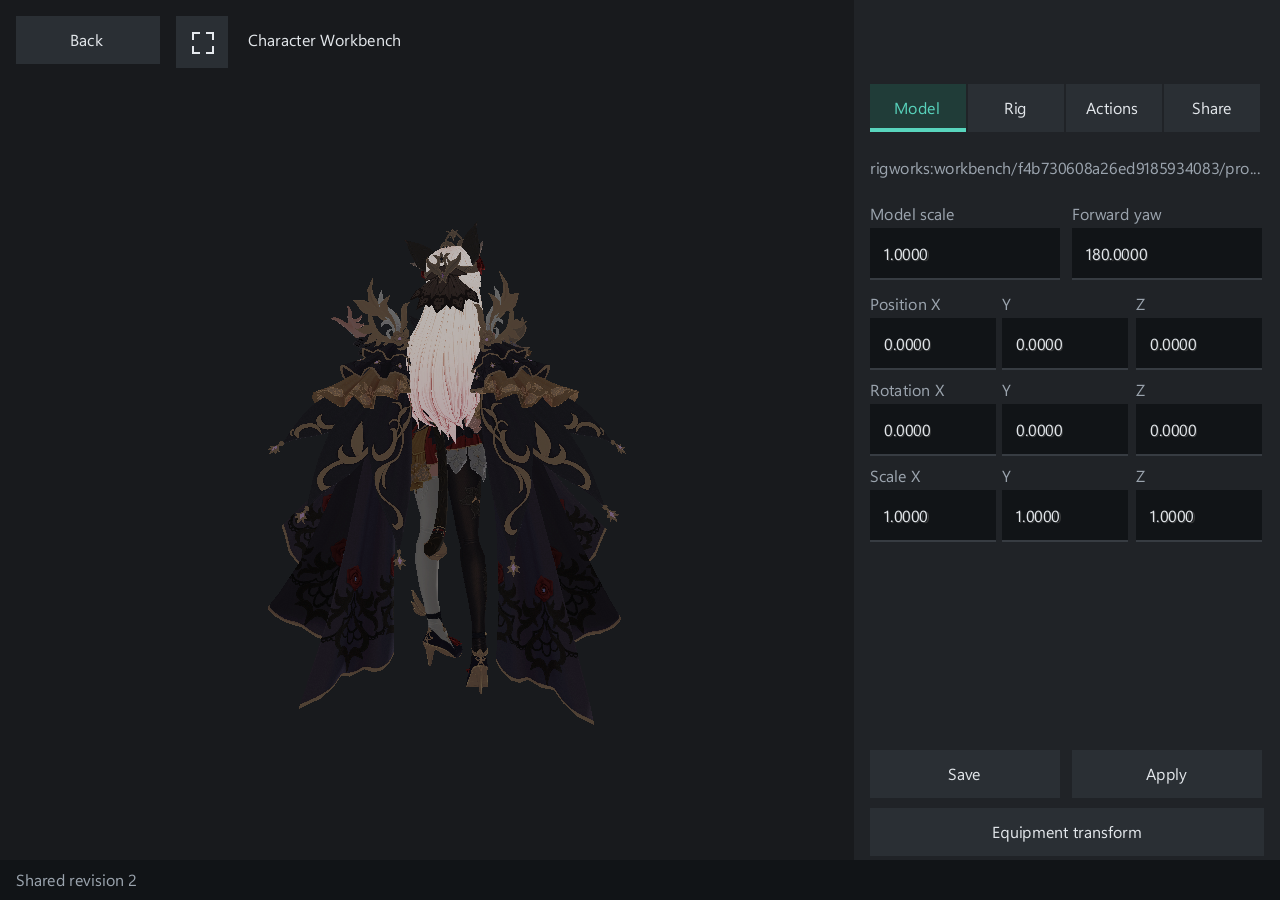 Back
Character Workbench
Model
Rig
Actions
Share
rigworks:workbench/f4b730608a26ed9185934083/pro...
Model scale
Forward yaw
1.0000
180.0000
Position X
Y
Z
0.0000
0.0000
0.0000
Rotation X
Y
Z
0.0000
0.0000
0.0000
Scale X
Y
Z
1.0000
1.0000
1.0000
Save
Apply
Equipment transform
Shared revision 2